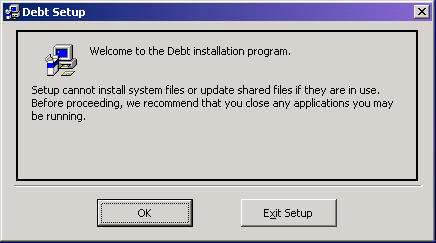 Debt Setup
Welcome to the Debt installation program.
Setup cannot install system files or update shared files if they are in use.
Before proceeding, we recommend that you close any applications you may
be running.
OK
Exit Setup